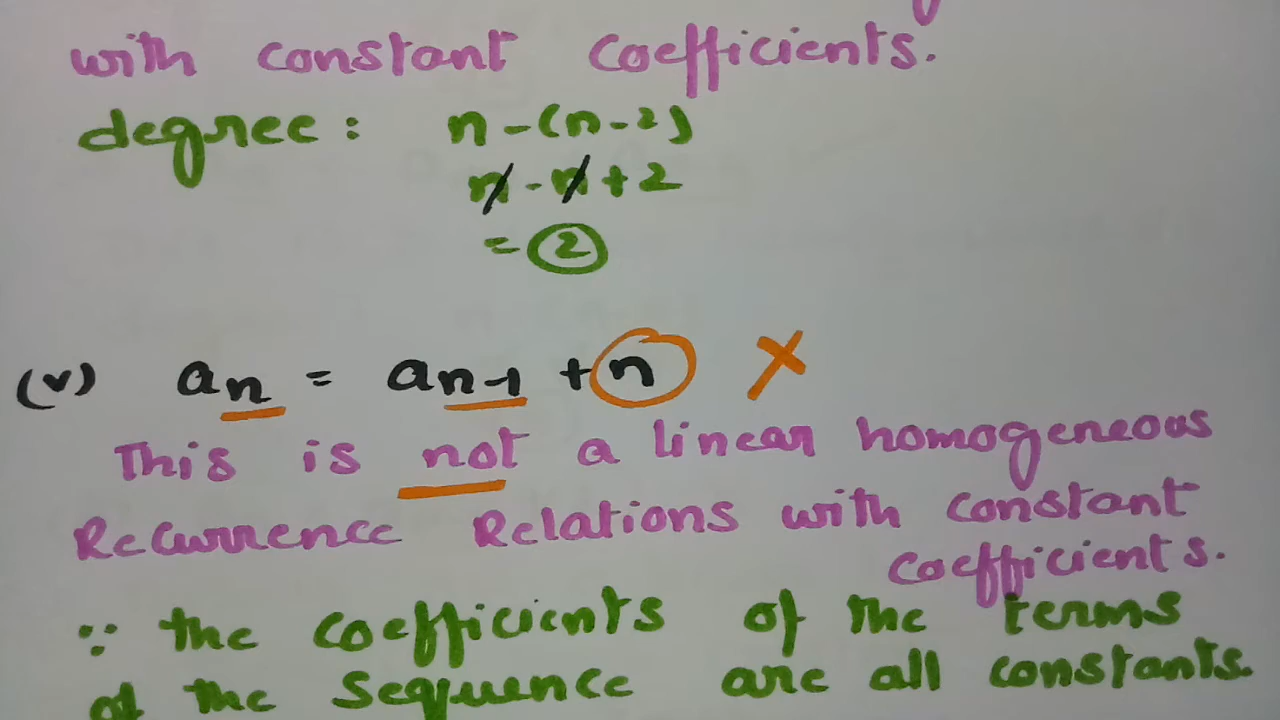 with constant coefficients.
degree: n-(n-2)
n-n+2
= 2
(v) an = an-1 + n X
This is not a linear homogeneous
Recurrence Relations with constant
coefficients.
∵ the coefficients of the terms
of the sequence are all constants.